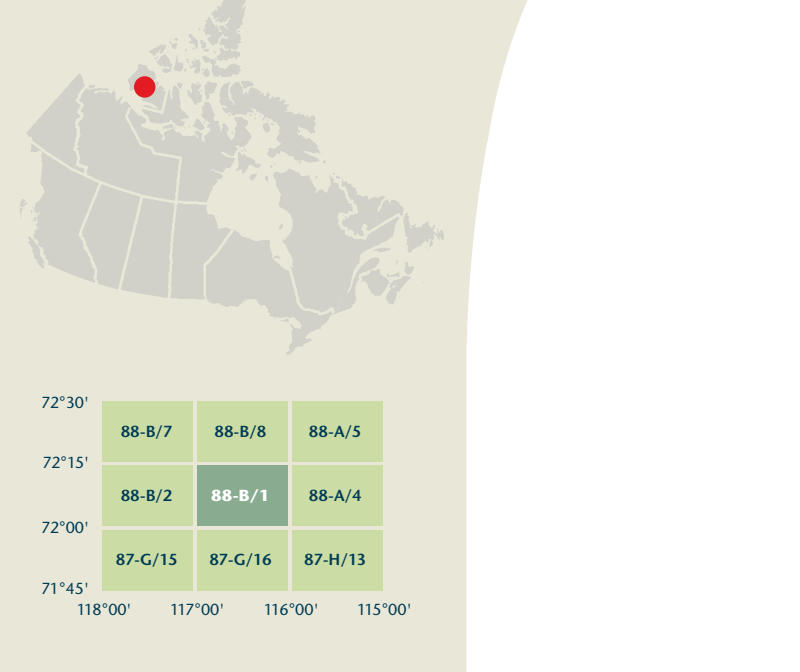 72°30'
88-B/7 88-B/8 88-A/5
72°15'
88-B/2 88-B/1 88-A/4
72°00'
87-G/15 87-G/16 87-H/13
71°45'
118°00' 117°00' 116°00' 115°00'